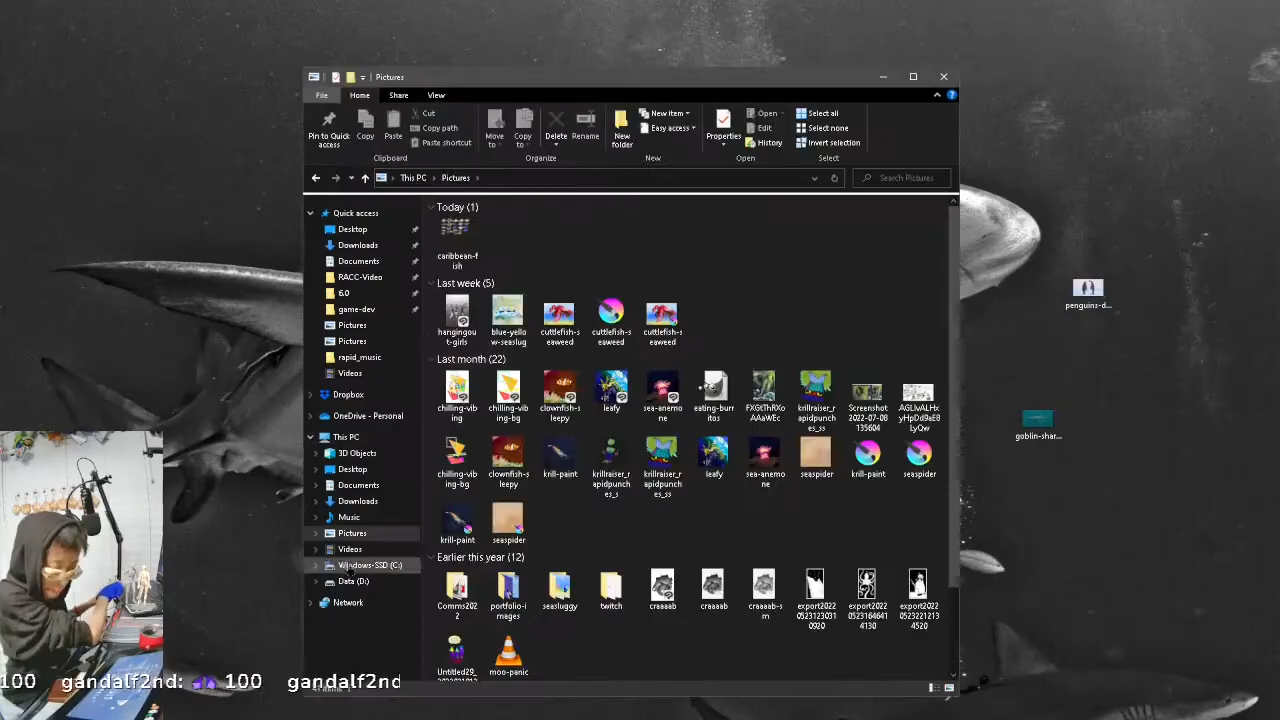 Pictures
File Home Share View
Pin to Quick access
Copy
Paste
Cut
Copy path
Paste shortcut
Clipboard
Move to
Copy to
Delete
Rename
Organize
New folder
New item
Easy access
New
Properties
Open
Edit
History
Open
Select all
Select none
Invert selection
Select
This PC > Pictures >
Search Pictures
Quick access
Desktop
Downloads
Documents
RACC-Video
6.0
game-dev
Pictures
Pictures
rapid_music
Videos
Dropbox
OneDrive - Personal
This PC
3D Objects
Desktop
Documents
Downloads
Music
Pictures
Videos
Windows-SSD (C:)
Data (D:)
Network
Today (1)
caribbean-f
ish
Last week (5)
hangingout-girls
blue-yellow-seaslug
cuttlefish-seaweed
cuttlefish-seaweed
cuttlefish-seaweed
Last month (22)
chilling-vibing
chilling-vibing-bg
clownfish-sleepy
leafy
sea-anemone
eating-burritos
FXGtThRXoAAaWEc
krillraiser_rapidpunches_ss
Screenshot 2022-07-08 135604
chilling-vibing-bg
clownfish-sleepy
krill-paint
krillraiser_rapidpunches_s
krillraiser_rapidpunches_ss
leafy
sea-anemone
seaspider
krill-paint
seaspider
krill-paint
seaspider
Earlier this year (12)
Comms2022
portfolio-images
seasluggy
twitch
craaaab
craaaab
craaaab-sm
export202205231230310920
export202205231646414130
export202205232212134520
moo-panic
penguins-d...
goblin-shar...
100 gandalf2nd: 100 gandalf2nd